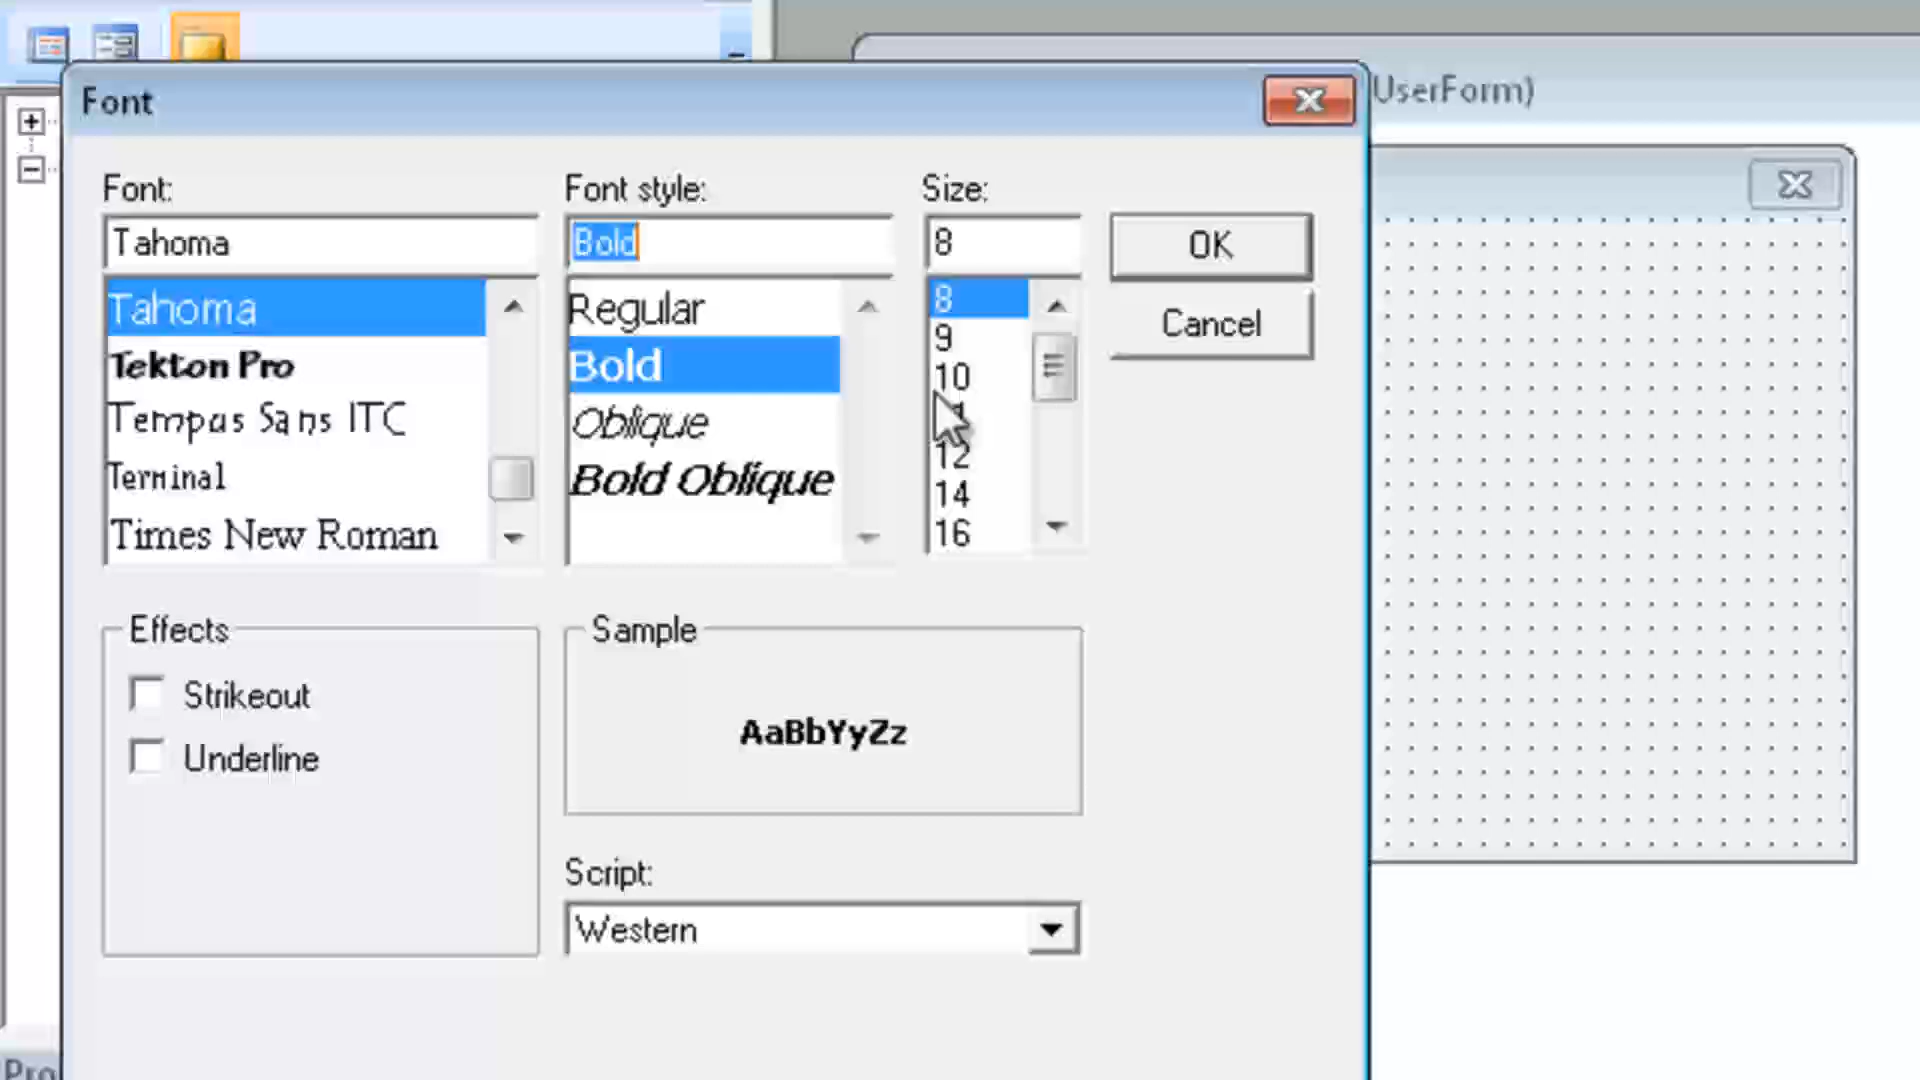 Font
UserForm)
Font:
Font style:
Size:
Tahoma
Bold
8
OK
Cancel
Tahoma
Tekton Pro
Tempus Sans ITC
Terminal
Times New Roman
Regular
Bold
Oblique
Bold Oblique
8
9
10
12
14
16
Effects
Strikeout
Underline
Sample
AaBbYyZz
Script:
Western
Pro